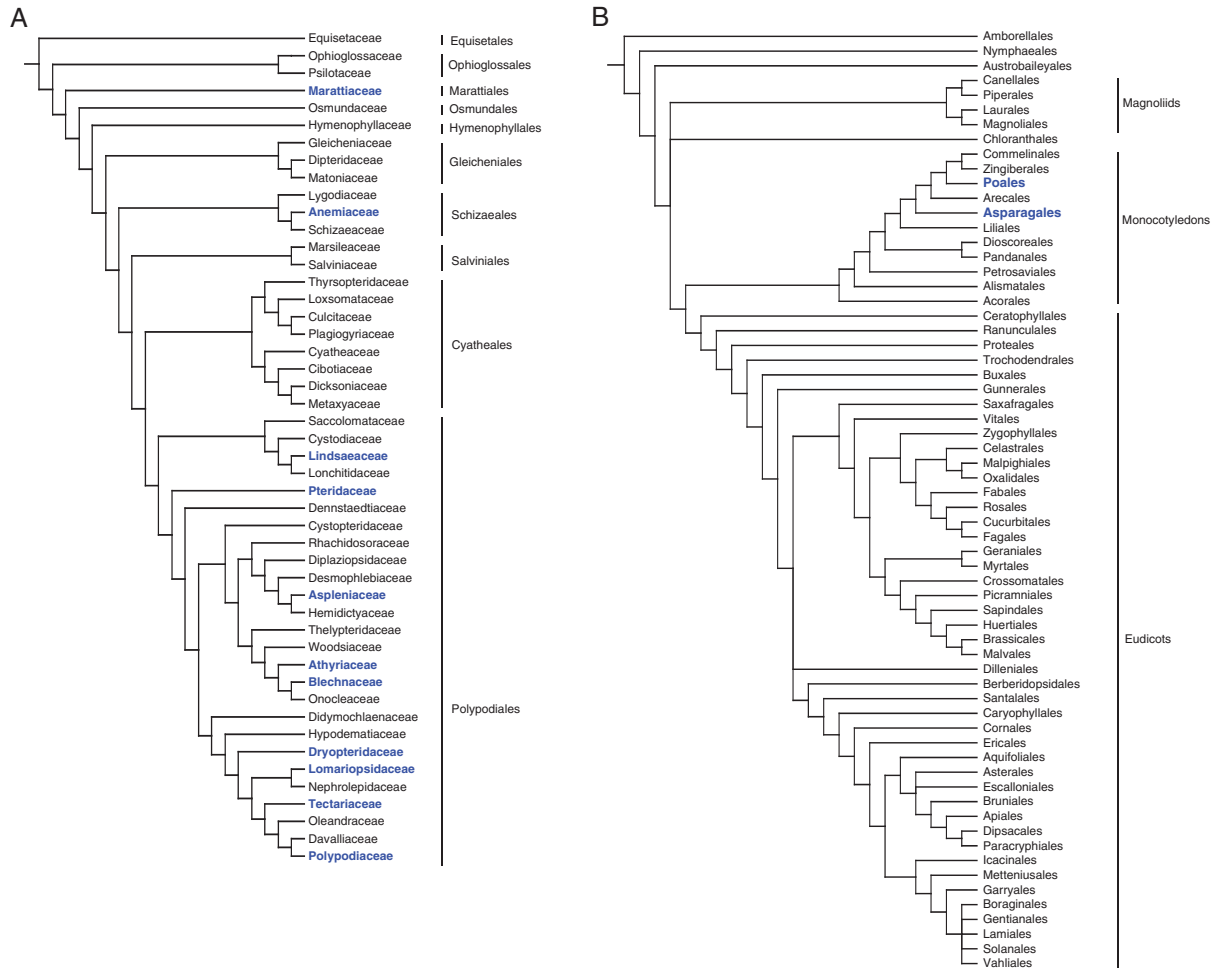 A
Equisetaceae
Ophioglossaceae
Psilotaceae
Marattiaceae
Osmundaceae
Hymenophyllaceae
Gleicheniaceae
Dipteridaceae
Matoniaceae
Lygodiaceae
Anemiaceae
Schizaeaceae
Marsileaceae
Salviniaceae
Thyrsopteridaceae
Loxsomataceae
Culcitaceae
Plagiogyriaceae
Cyatheaceae
Cibotiaceae
Dicksoniaceae
Metaxyaceae
Saccolomataceae
Cystodiaceae
Lindsaeaceae
Lonchitidaceae
Pteridaceae
Dennstaedtiaceae
Cystopteridaceae
Rhachidosoraceae
Diplaziopsidaceae
Desmophlebiaceae
Aspleniaceae
Hemidictyaceae
Thelypteridaceae
Woodsiaceae
Athyriaceae
Blechnaceae
Onocleaceae
Didymochlaenaceae
Hypodematiaceae
Dryopteridaceae
Lomariopsidaceae
Nephrolepidaceae
Tectariaceae
Oleandraceae
Davalliaceae
Polypodiaceae
Equisetales
Ophioglossales
Marattiales
Osmundales
Hymenophyllales
Gleicheniales
Schizaeales
Salviniales
Cyatheales
Polypodiales
B
Amborellales
Nymphaeales
Austrobaileyales
Canellales
Piperales
Laurales
Magnoliales
Chloranthales
Commelinales
Zingiberales
Poales
Arecales
Asparagales
Liliales
Dioscoreales
Pandanales
Petrosaviales
Alismatales
Acorales
Ceratophyllales
Ranunculales
Proteales
Trochodendrales
Buxales
Gunnerales
Saxafragales
Vitales
Zygophyllales
Celastrales
Malpighiales
Oxalidales
Fabales
Rosales
Cucurbitales
Fagales
Geraniales
Myrtales
Crossomatales
Picramniales
Sapindales
Huertiales
Brassicales
Malvales
Dilleniales
Berberidopsidales
Santalales
Caryophyllales
Cornales
Ericales
Aquifoliales
Asterales
Escalloniales
Bruniales
Apiales
Dipsacales
Paracryphiales
Icacinales
Metteniusales
Garryales
Boraginales
Gentianales
Lamiales
Solanales
Vahliales
Magnoliids
Monocotyledons
Eudicots